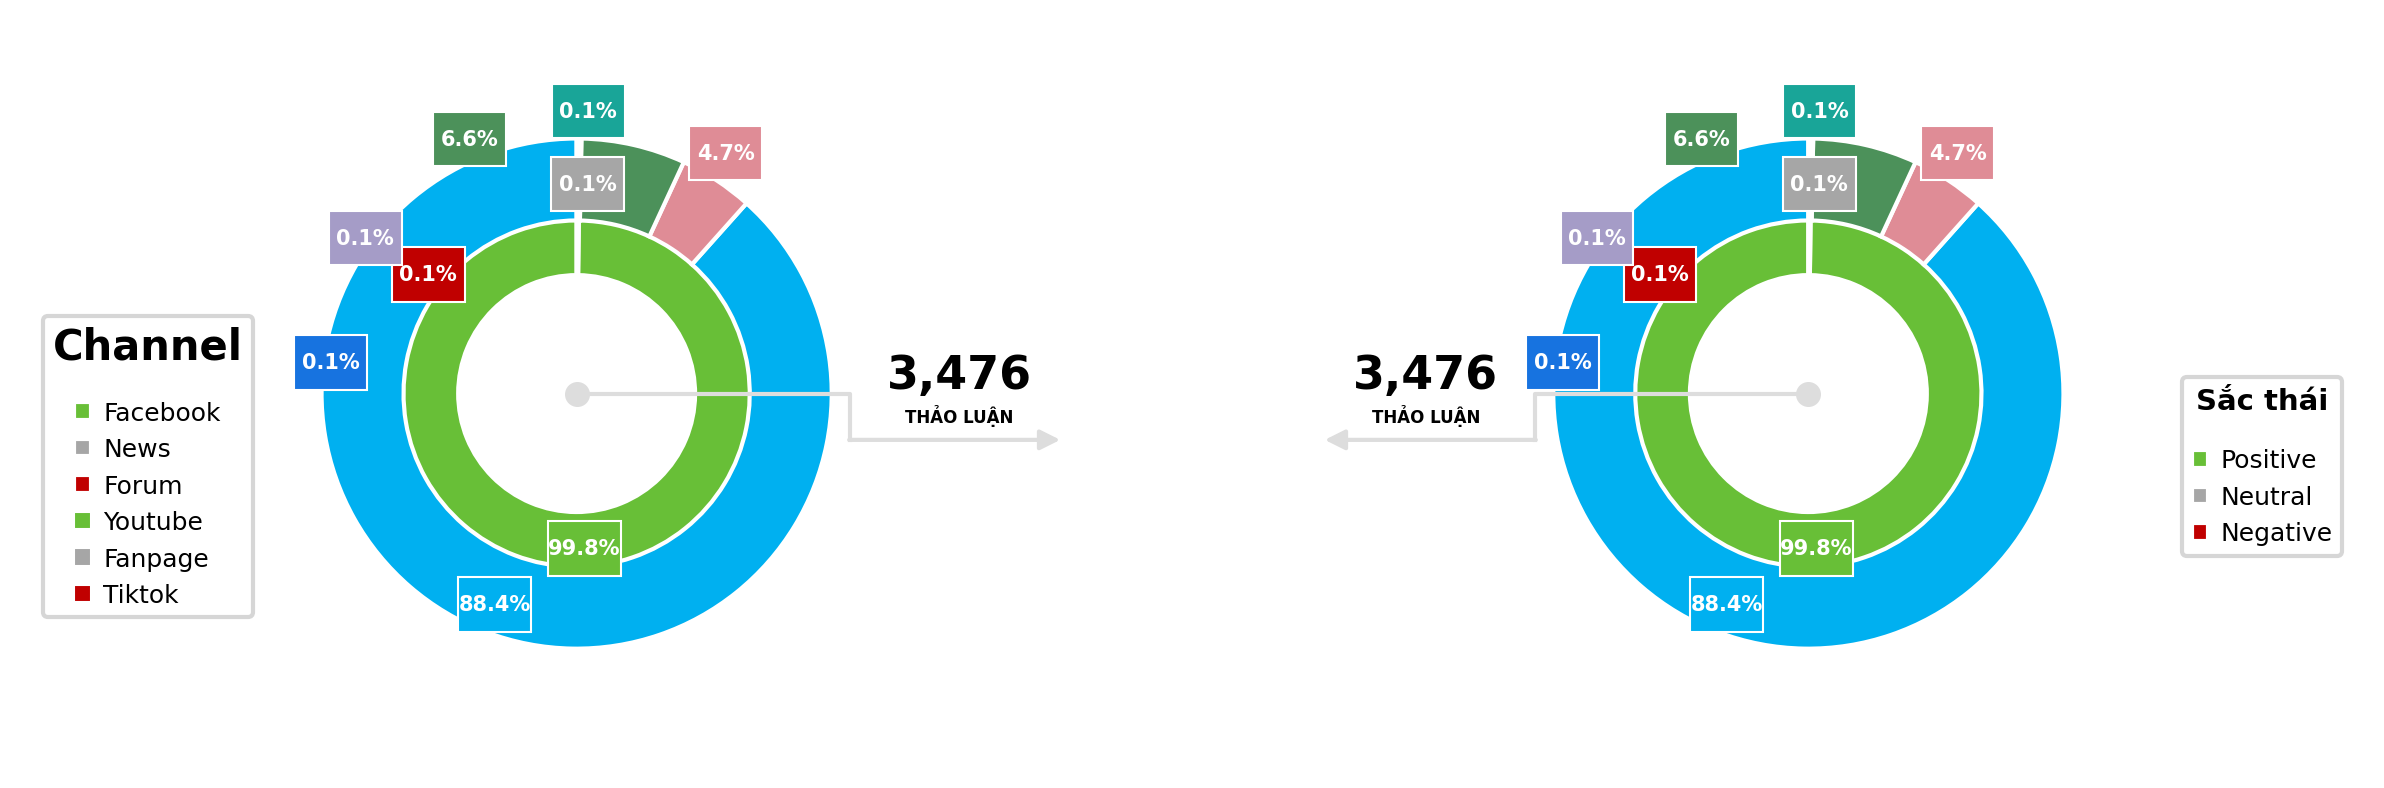 0.1%
6.6%
4.7%
0.1%
0.1%
0.1%
0.1%
99.8%
88.4%
Channel
Facebook
News
Forum
Youtube
Fanpage
Tiktok
3,476
THẢO LUẬN
3,476
THẢO LUẬN
0.1%
6.6%
4.7%
0.1%
0.1%
0.1%
0.1%
99.8%
88.4%
Sắc thái
Positive
Neutral
Negative